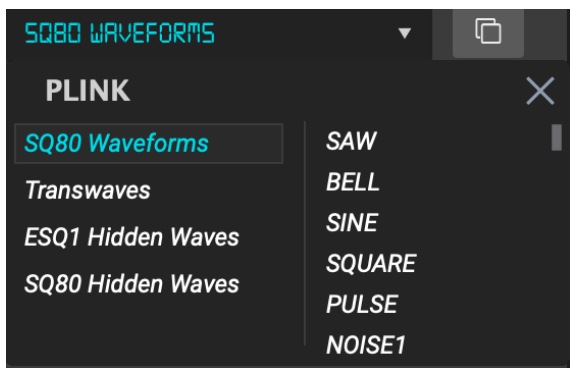 SQ80 WAVEFORMS
PLINK
SQ80 Waveforms
Transwaves
ESQ1 Hidden Waves
SQ80 Hidden Waves
SAW
BELL
SINE
SQUARE
PULSE
NOISE1